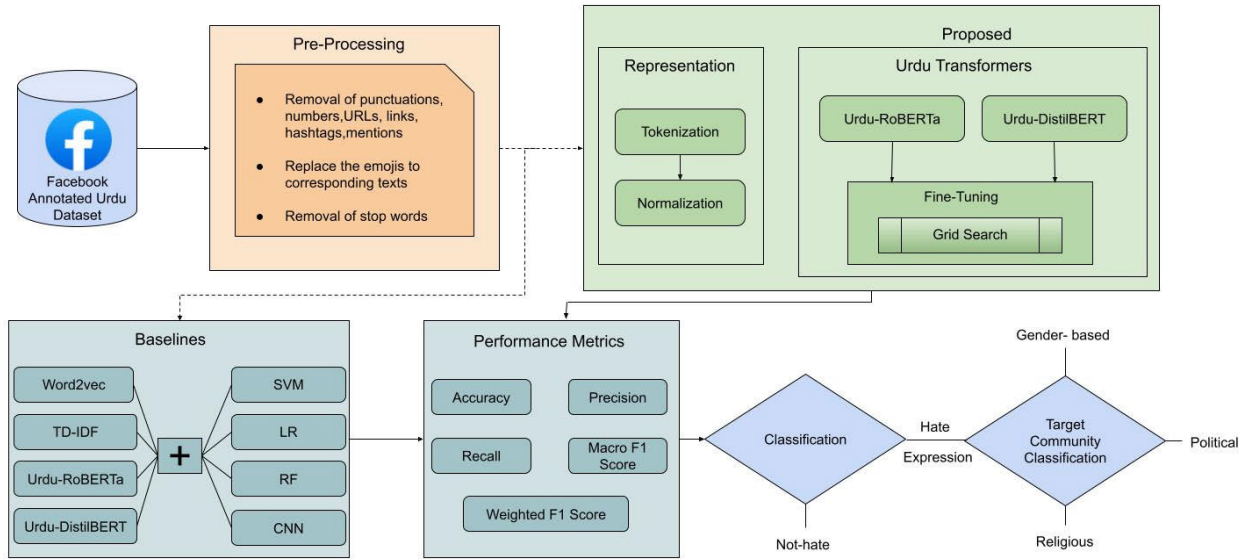 Facebook
Annotated Urdu
Dataset
Pre-Processing
● Removal of punctuations,
numbers,URLs, links,
hashtags,mentions
● Replace the emojis to
corresponding texts
● Removal of stop words
Proposed
Representation
Tokenization
Normalization
Urdu Transformers
Urdu-RoBERTa
Urdu-DistilBERT
Fine-Tuning
Grid Search
Baselines
Word2vec
TD-IDF
Urdu-RoBERTa
Urdu-DistilBERT
+
SVM
LR
RF
CNN
Performance Metrics
Accuracy
Precision
Recall
Macro F1
Score
Weighted F1 Score
Classification
Not-hate
Hate
Expression
Gender- based
Target
Community
Classification
Political
Religious